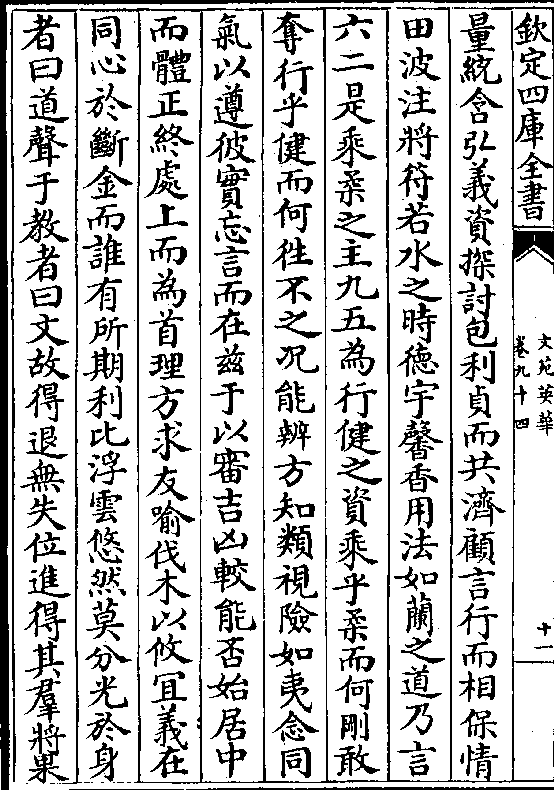 欽定四庫全書
文苑英華
卷九十四
十一
量統含弘義資探討包利貞而共濟顧言行而相保情
田波注將符若水之時德宇馨香用法如蘭之道乃言
六二是乘柔之主九五為行健之資乘乎柔而何剛敢
奪行乎健而何往不之况能辨方知類視險如夷念同
氣以遵彼實忘言而在兹于以審吉凶較能否始居中
而體正終處上而為首理方求友喻伐木以攸冝義在
同心於斷金而誰有所期利比浮雲悠然莫分光於身
者曰道聲于教者曰文故得退無失位進得其羣將果